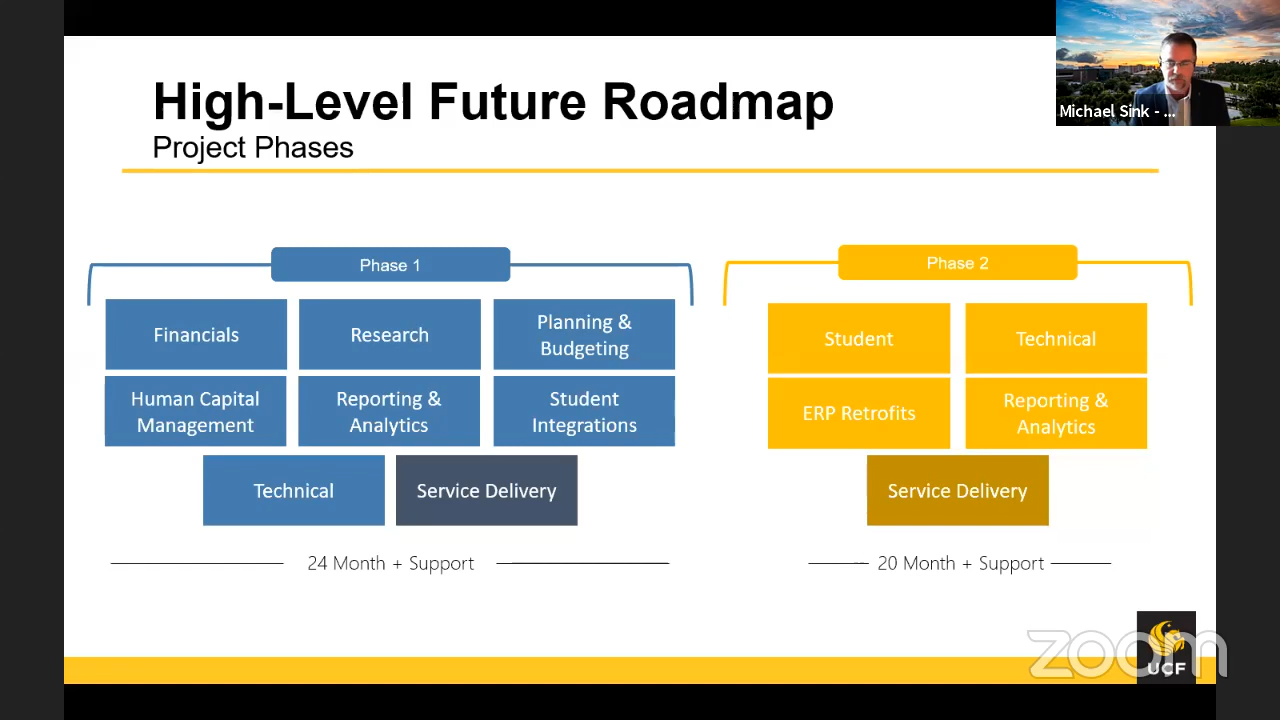 High-Level Future Roadmap
Project Phases
Michael Sink - ...
Phase 1
Financials
Research
Planning &
Budgeting
Human Capital
Management
Reporting &
Analytics
Student
Integrations
Technical
Service Delivery
24 Month + Support
Phase 2
Student
Technical
ERP Retrofits
Reporting &
Analytics
Service Delivery
20 Month + Support
zoom
UCF